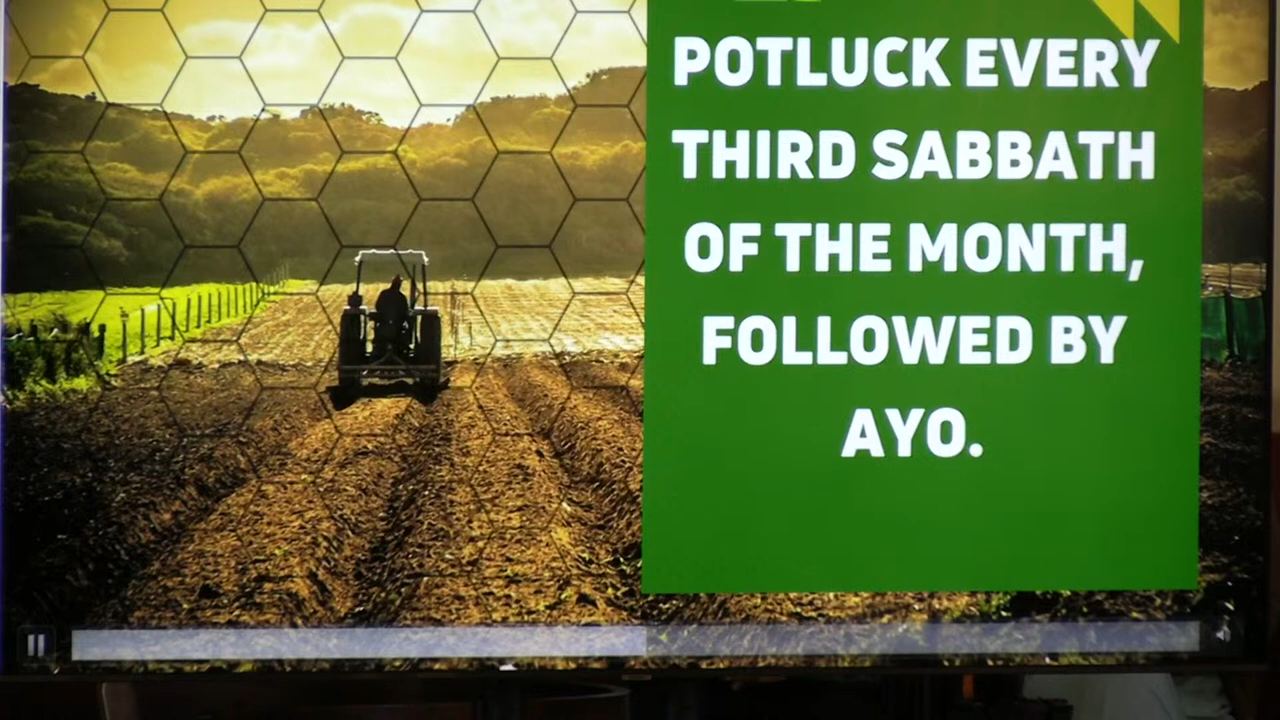 POTLUCK EVERY
THIRD SABBATH
OF THE MONTH,
FOLLOWED BY
AYO.